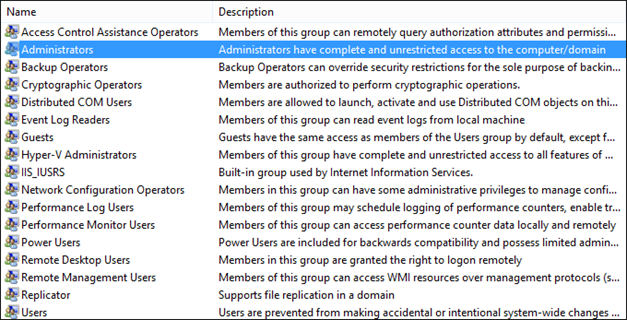 Name Description
Access Control Assistance Operators Members of this group can remotely query authorization attributes and permissi...
Administrators Administrators have complete and unrestricted access to the computer/domain
Backup Operators Backup Operators can override security restrictions for the sole purpose of backin...
Cryptographic Operators Members are authorized to perform cryptographic operations.
Distributed COM Users Members are allowed to launch, activate and use Distributed COM objects on thi...
Event Log Readers Members of this group can read event logs from local machine
Guests Guests have the same access as members of the Users group by default, except f...
Hyper-V Administrators Members of this group have complete and unrestricted access to all features of ...
IIS_IUSRS Built-in group used by Internet Information Services.
Network Configuration Operators Members in this group can have some administrative privileges to manage confi...
Performance Log Users Members of this group may schedule logging of performance counters, enable tr...
Performance Monitor Users Members of this group can access performance counter data locally and remotely
Power Users Power Users are included for backwards compatibility and possess limited admin...
Remote Desktop Users Members in this group are granted the right to logon remotely
Remote Management Users Members of this group can access WMI resources over management protocols (s...
Replicator Supports file replication in a domain
Users Users are prevented from making accidental or intentional system-wide changes ...